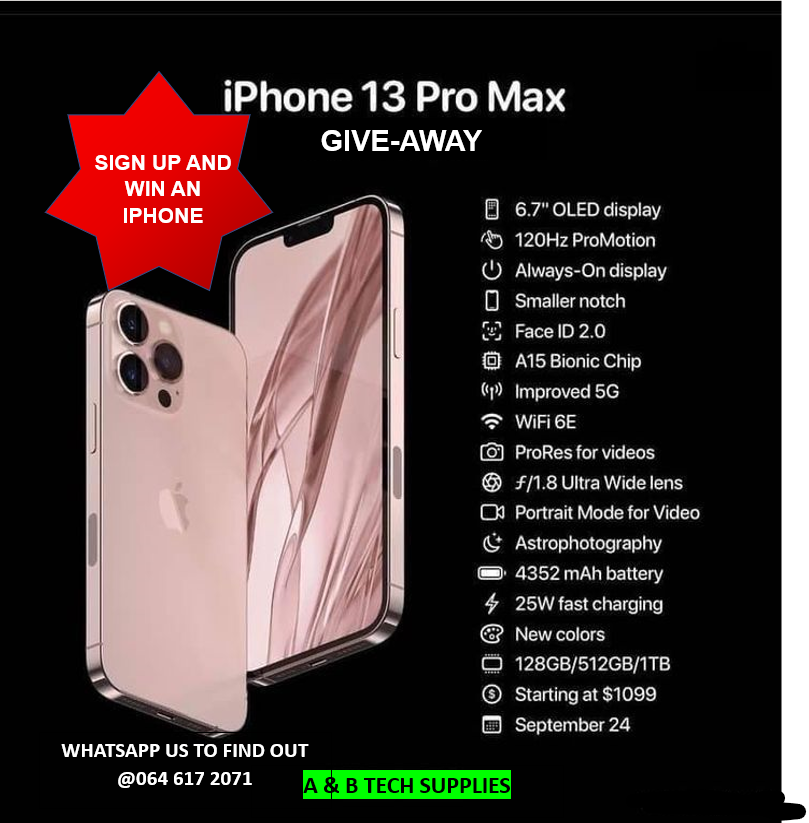 iPhone 13 Pro Max
GIVE-AWAY
SIGN UP AND
WIN AN
IPHONE
6.7" OLED display
120Hz ProMotion
Always-On display
Smaller notch
Face ID 2.0
A15 Bionic Chip
Improved 5G
WiFi 6E
ProRes for videos
ƒ/1.8 Ultra Wide lens
Portrait Mode for Video
Astrophotography
4352 mAh battery
25W fast charging
New colors
128GB/512GB/1TB
Starting at $1099
September 24
WHATSAPP US TO FIND OUT
@064 617 2071
A & B TECH SUPPLIES